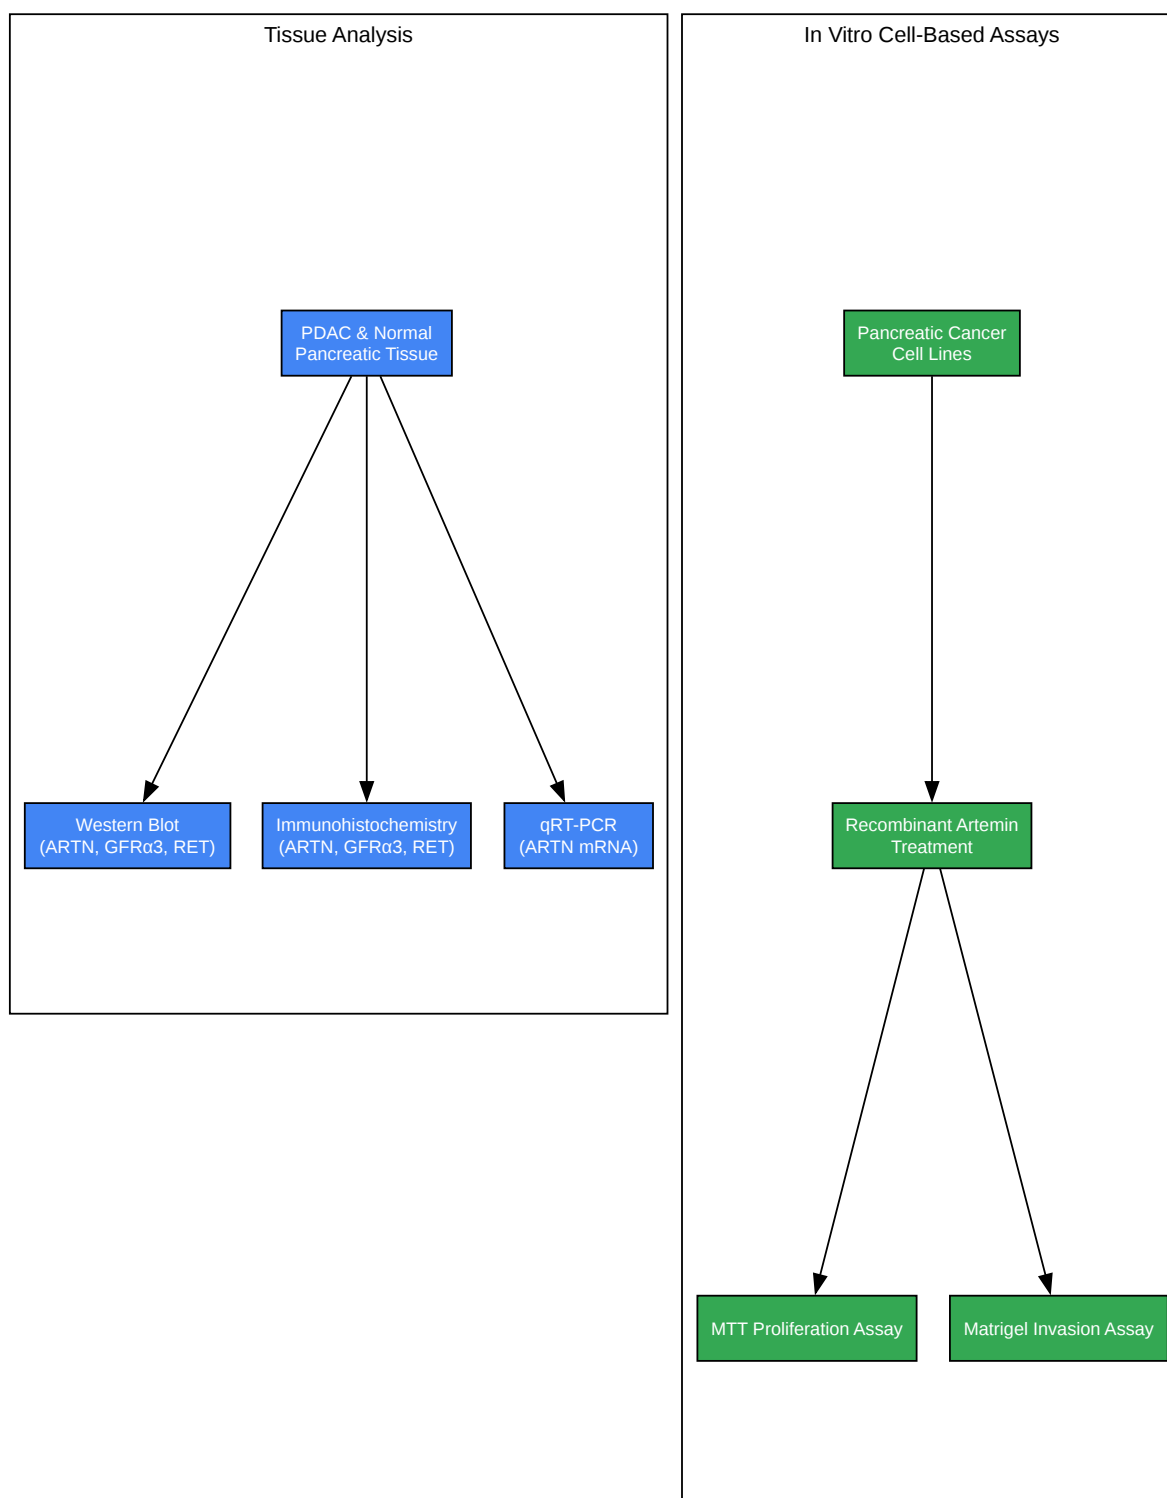 Tissue Analysis
PDAC & Normal
Pancreatic Tissue
Western Blot
(ARTN, GFRα3, RET)
Immunohistochemistry
(ARTN, GFRα3, RET)
qRT-PCR
(ARTN mRNA)
In Vitro Cell-Based Assays
Pancreatic Cancer
Cell Lines
Recombinant Artemin
Treatment
MTT Proliferation Assay
Matrigel Invasion Assay